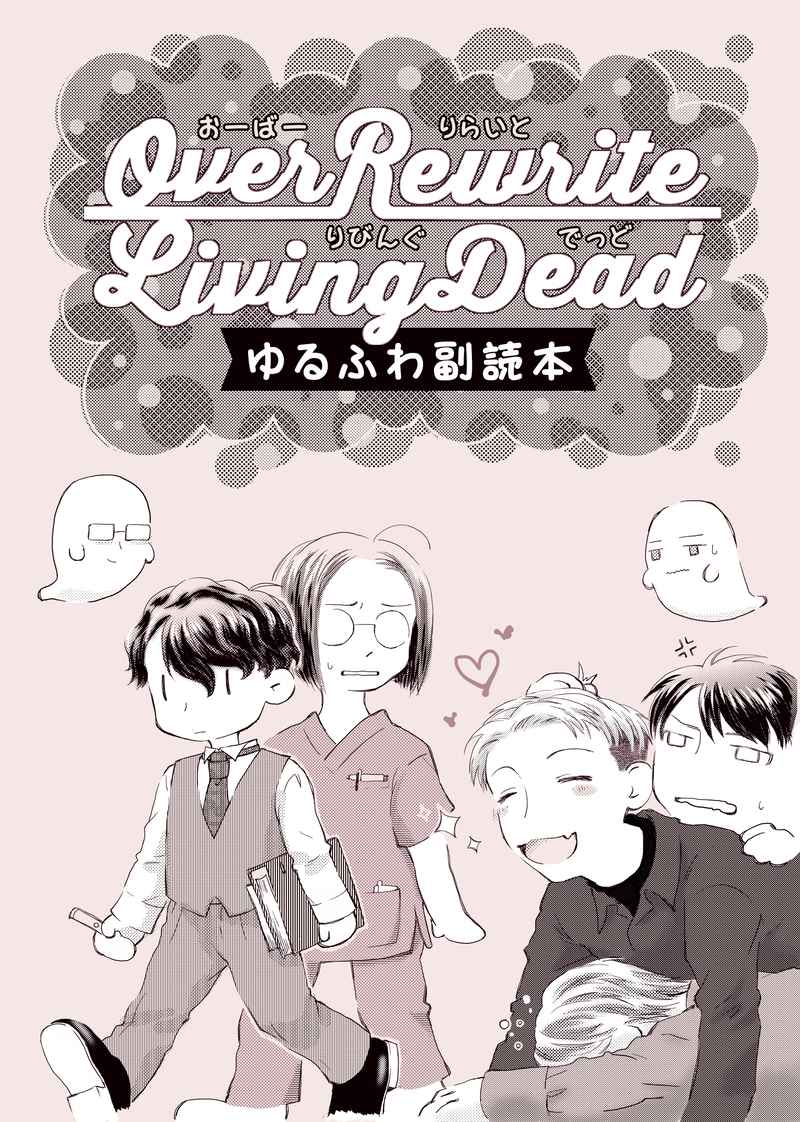 おーばー りらいと
Over Rewrite
りびんぐ でっど
Living Dead
ゆるふわ副読本